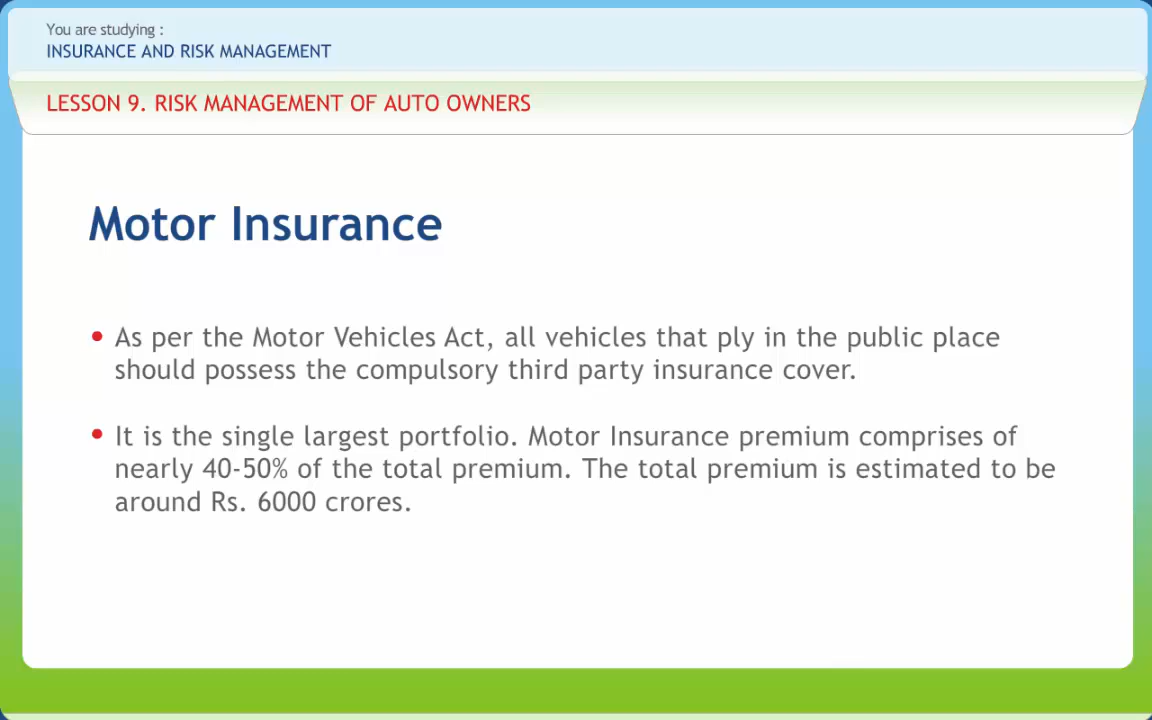 You are studying :
INSURANCE AND RISK MANAGEMENT
LESSON 9. RISK MANAGEMENT OF AUTO OWNERS
Motor Insurance
• As per the Motor Vehicles Act, all vehicles that ply in the public place
should possess the compulsory third party insurance cover.
• It is the single largest portfolio. Motor Insurance premium comprises of
nearly 40-50% of the total premium. The total premium is estimated to be
around Rs. 6000 crores.